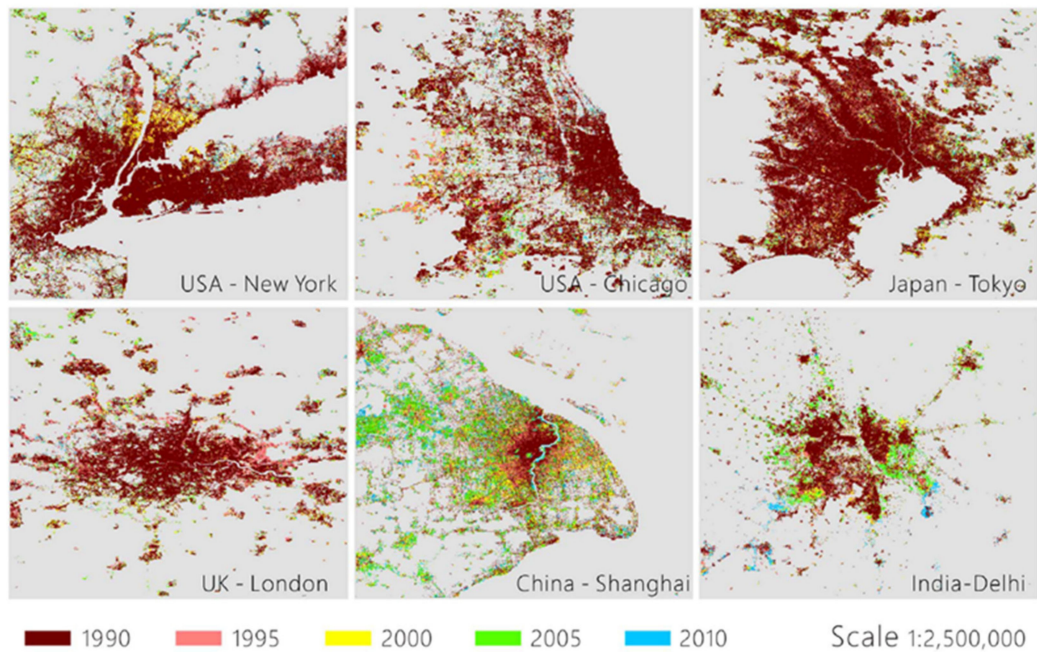 USA - New York
USA - Chicago
Japan - Tokyo
UK - London
China - Shanghai
India-Delhi
1990
1995
2000
2005
2010
Scale 1:2,500,000